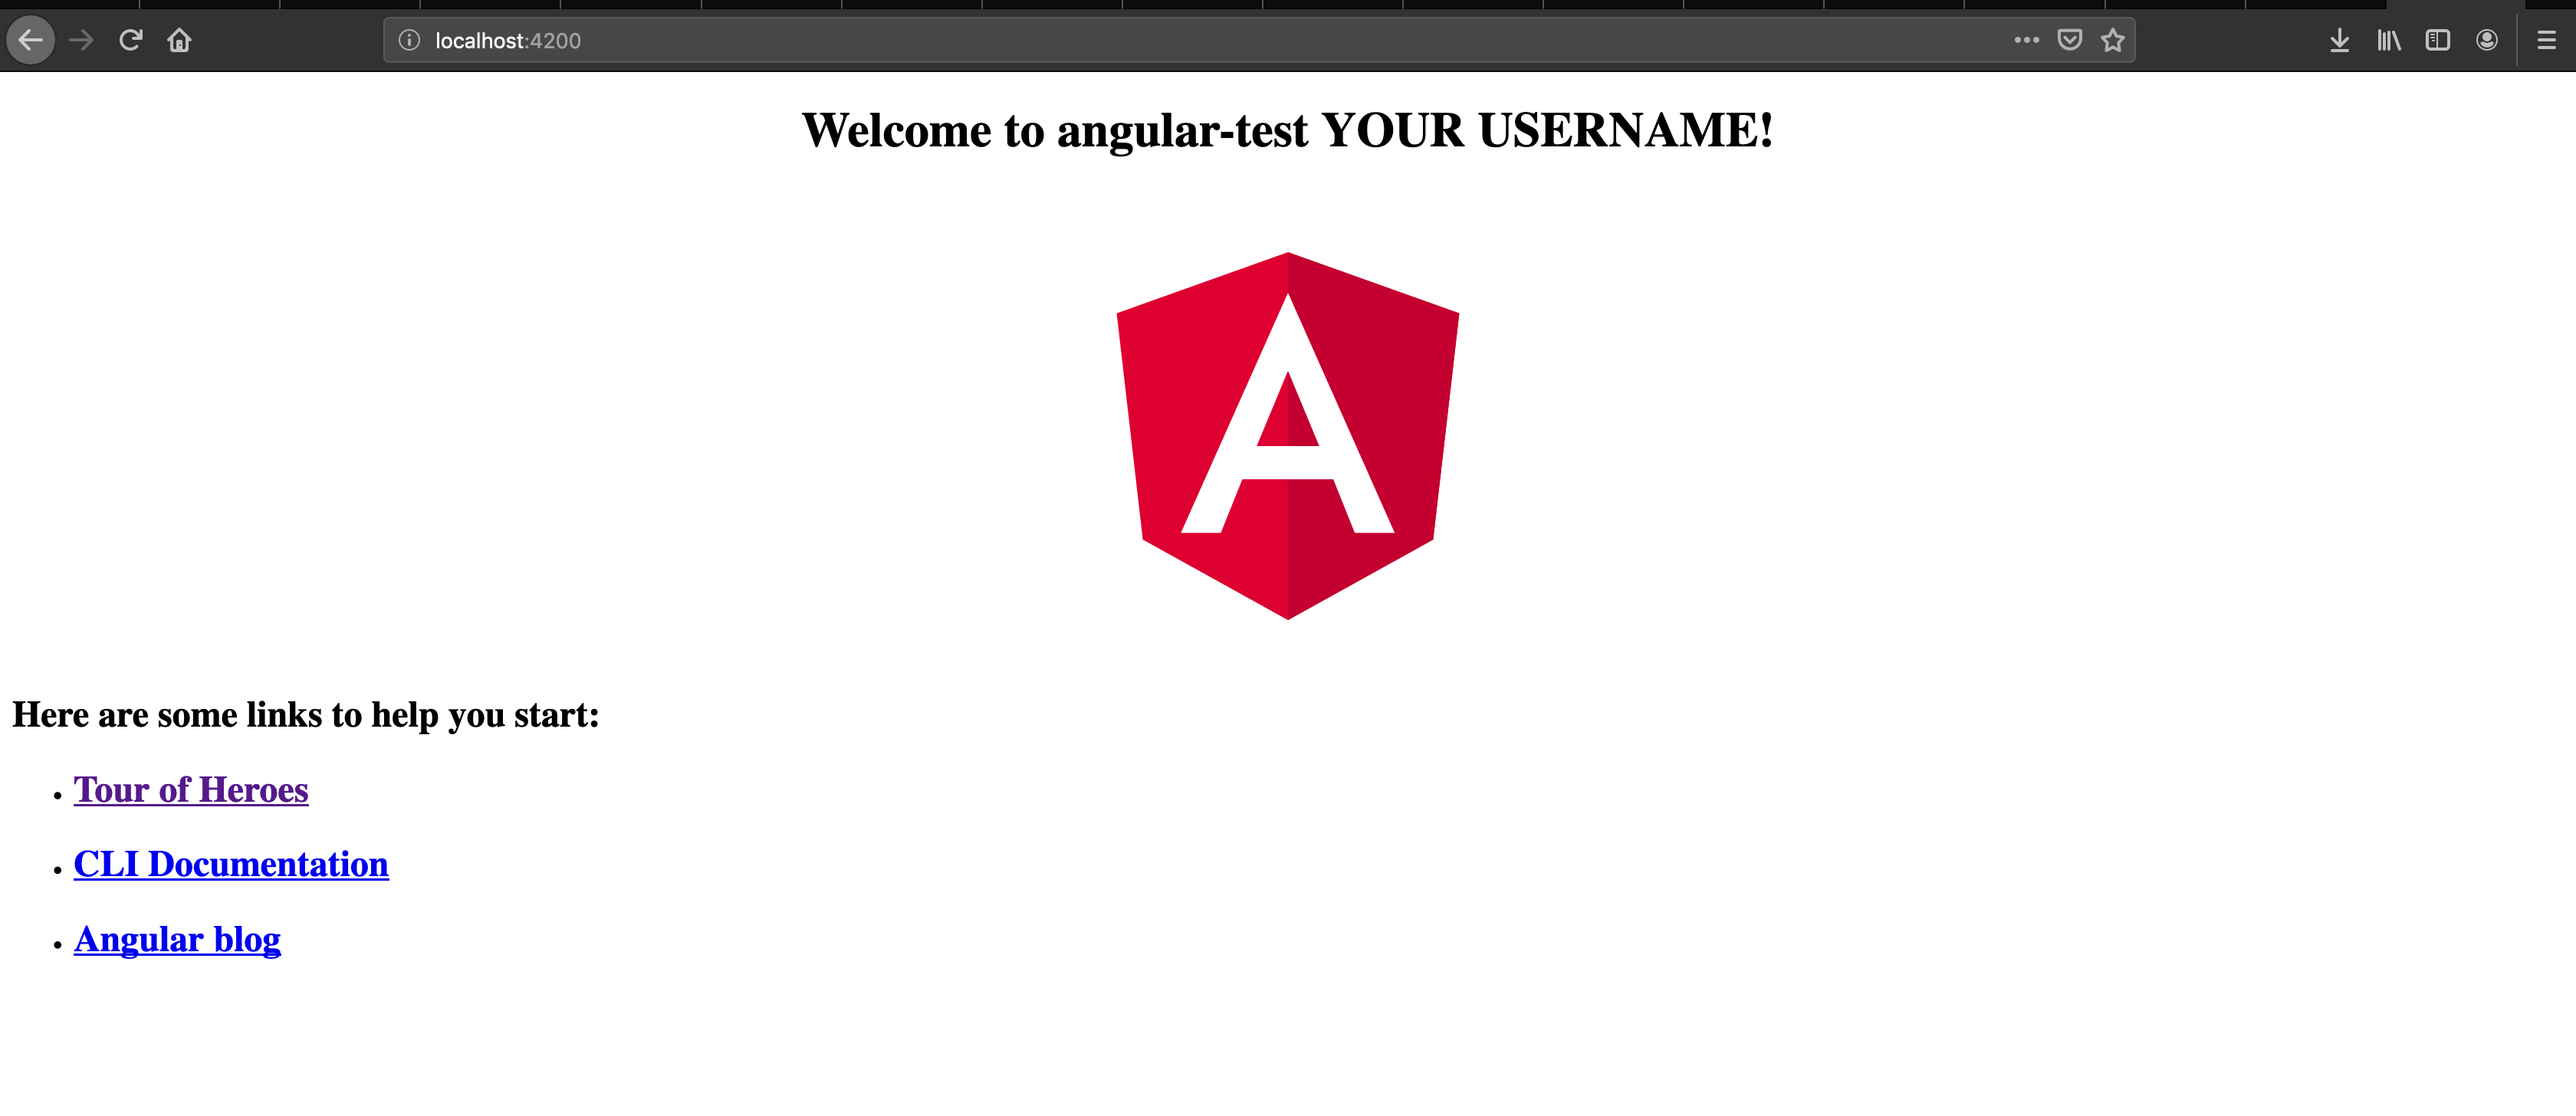 localhost:4200
Welcome to angular-test YOUR USERNAME!
A
Here are some links to help you start:
Tour of Heroes
CLI Documentation
Angular blog